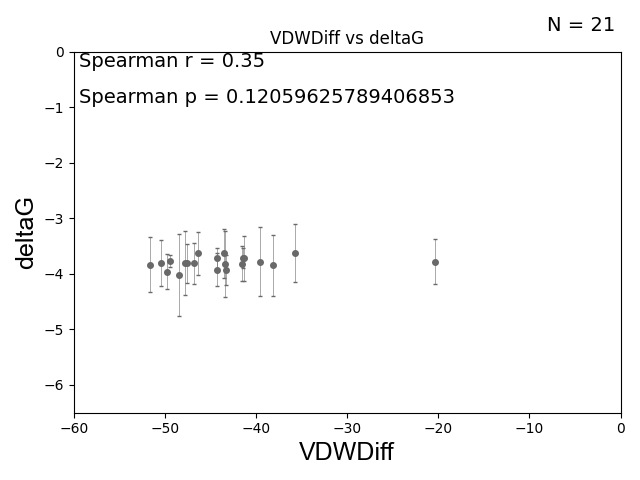 N = 21
VDWDiff vs deltaG
Spearman r = 0.35
Spearman p = 0.12059625789406853
0
−1
−2
−3
−4
−5
−6
deltaG
−60
−50
−40
−30
−20
−10
0
VDWDiff